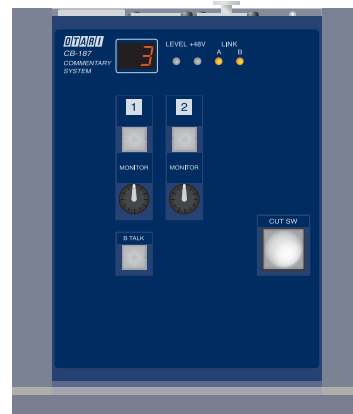 OTARI
CB-187
COMMENTARY
SYSTEM
3
LEVEL +48V LINK
A B
1 2
MONITOR MONITOR
B TALK
CUT SW